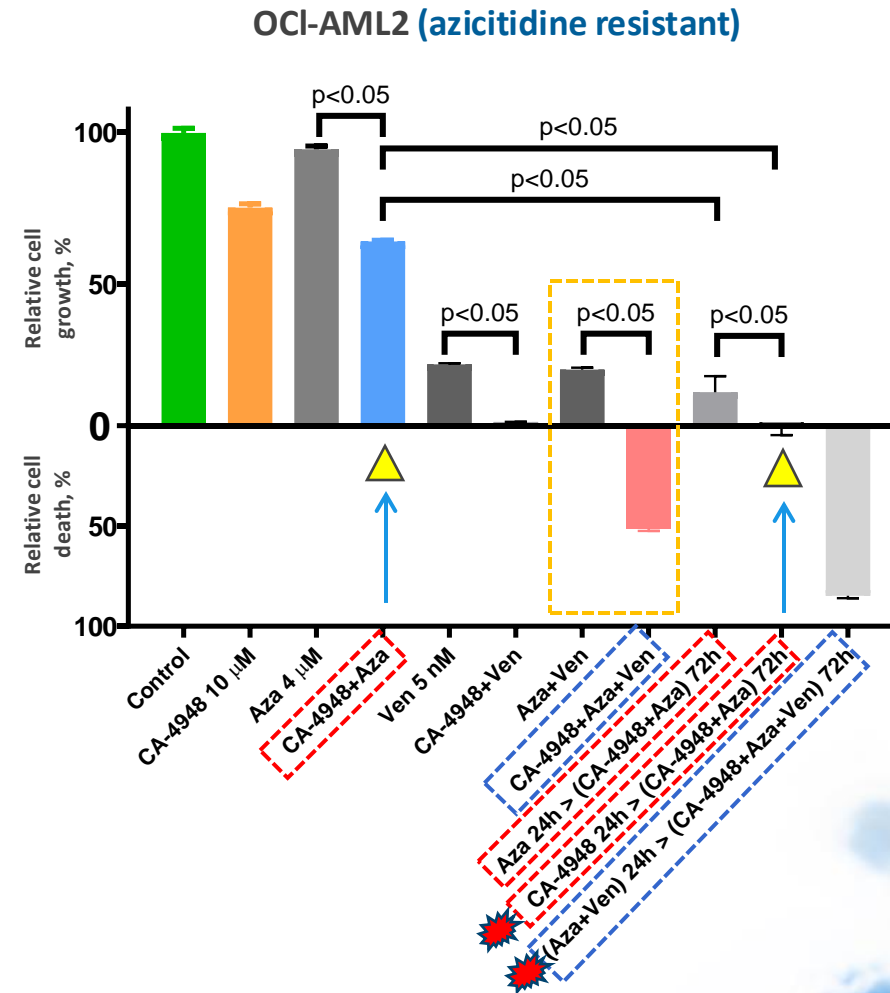 OCl-AML2 (azicitidine resistant)
p<0.05
p<0.05
p<0.05
p<0.05
p<0.05
p<0.05
100
50
0
50
100
Relative cell
growth, %
Relative cell
death, %
Control
CA-4948 10 µM
Aza 4 µM
CA-4948+Aza
Ven 5 nM
CA-4948+Ven
Aza+Ven
CA-4948+Aza+Ven
Aza 24h > (CA-4948+Aza) 72h
CA-4948 24h > (CA-4948+Aza) 72h
(Aza+Ven) 24h > (CA-4948+Aza+Ven) 72h